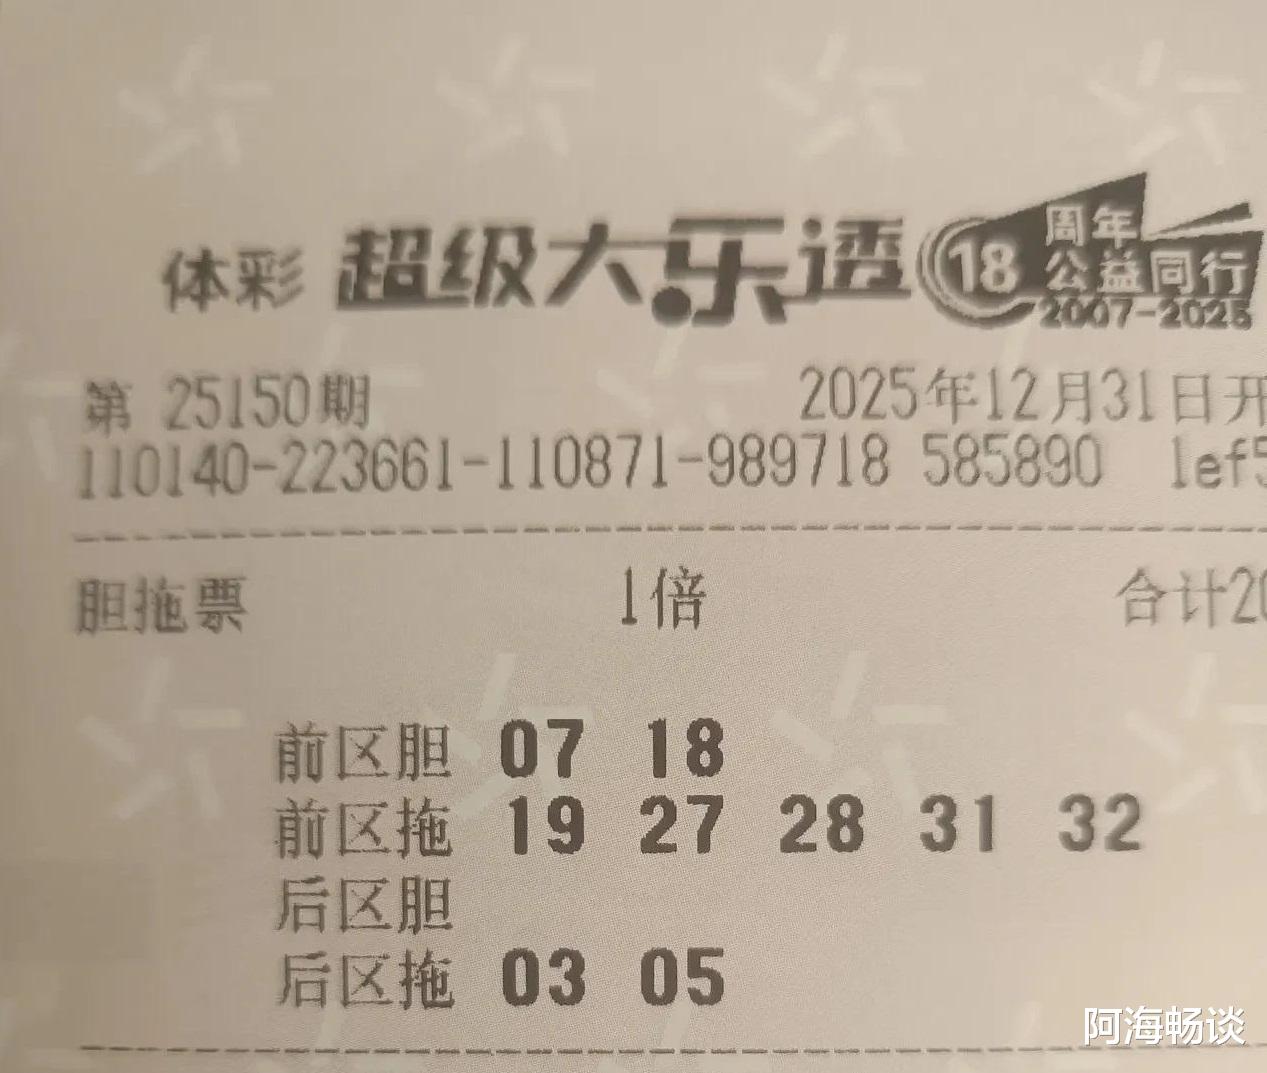 体彩 超级大乐透 18 周年
公益同行
2007-2025
第 25150期 2025年12月31日开
110140-223661-110871-989718 585890 lef5
胆拖票 1倍 合计20
前区胆 07 18
前区拖 19 27 28 31 32
后区胆
后区拖 03 05
阿海畅谈